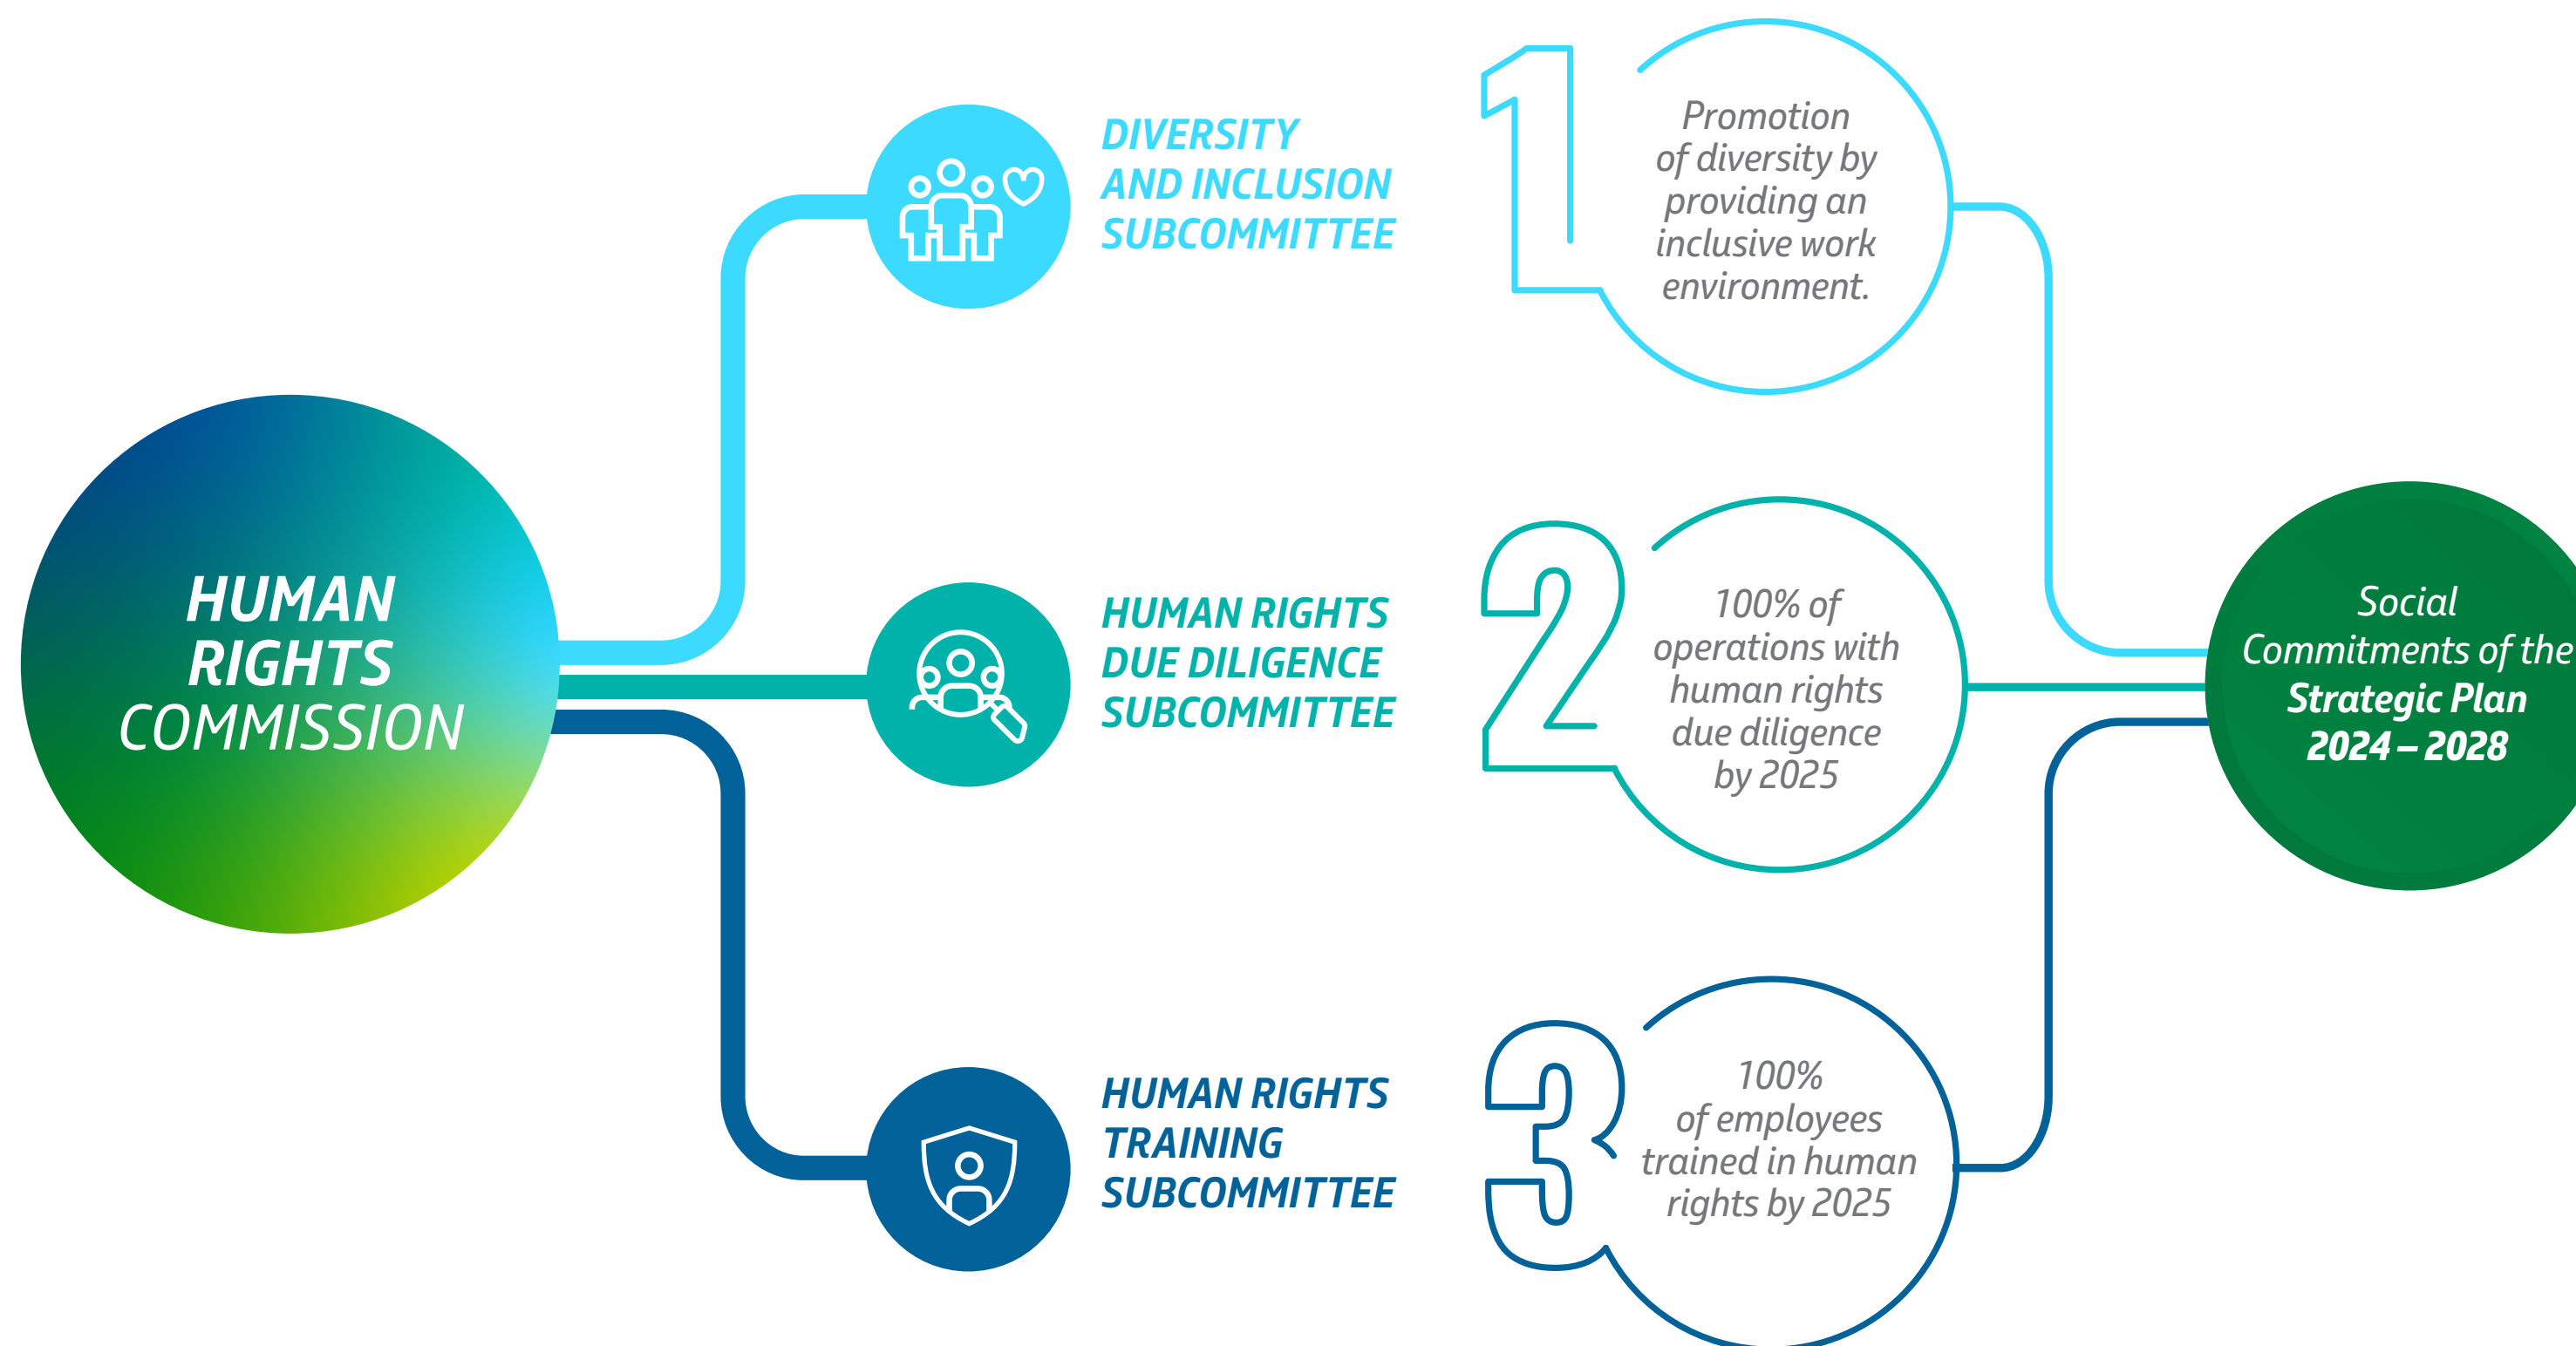 HUMAN
RIGHTS
COMMISSION
DIVERSITY
AND INCLUSION
SUBCOMMITTEE
1
Promotion
of diversity by
providing an
inclusive work
environment.
HUMAN RIGHTS
DUE DILIGENCE
SUBCOMMITTEE
2
100% of
operations with
human rights
due diligence
by 2025
HUMAN RIGHTS
TRAINING
SUBCOMMITTEE
3
100%
of employees
trained in human
rights by 2025
Social
Commitments of the
Strategic Plan
2024 – 2028